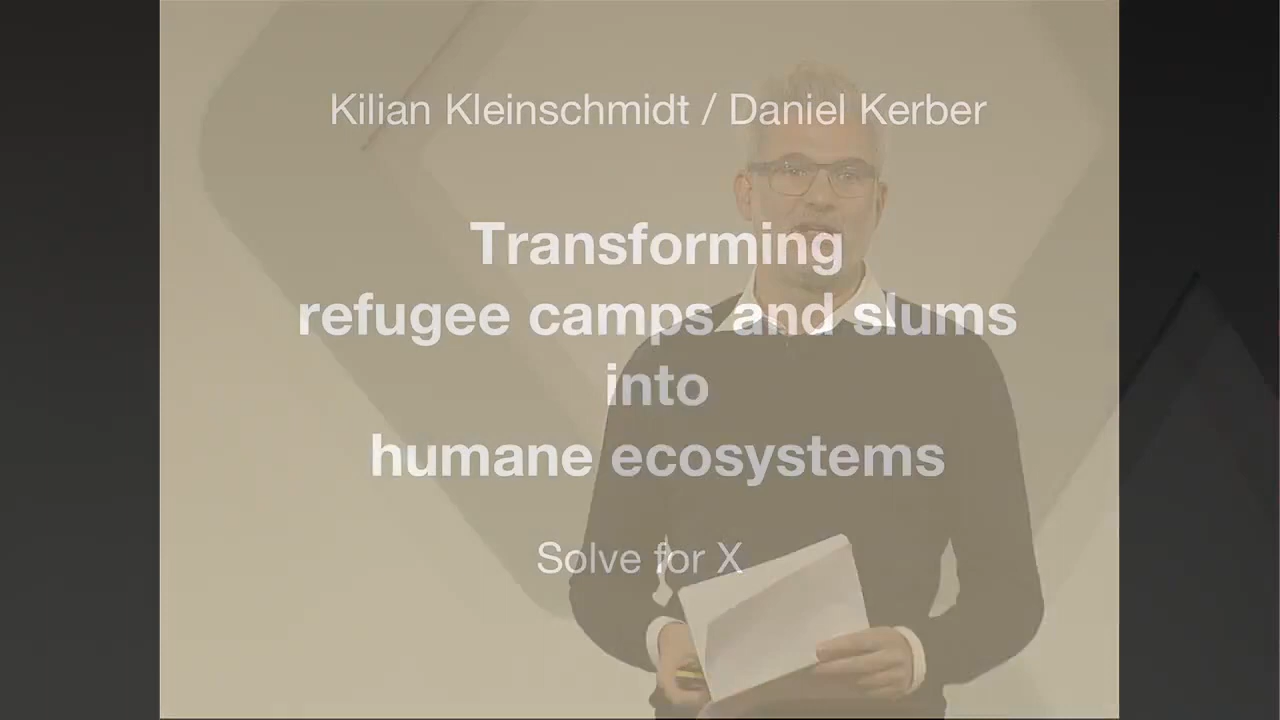 Kilian Kleinschmidt / Daniel Kerber
Transforming
refugee camps and slums
into
humane ecosystems
Solve for X